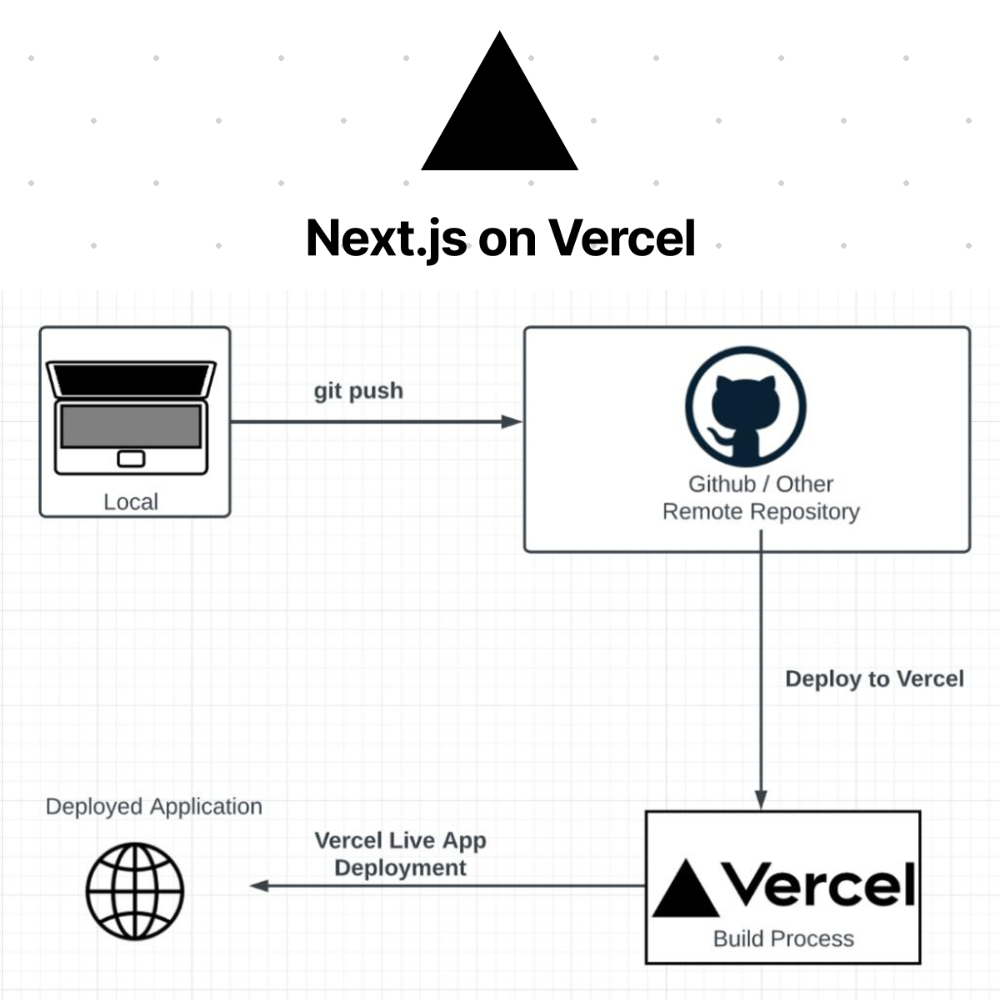 Next.js on Vercel
git push
Local
Github / Other
Remote Repository
Deploy to Vercel
Deployed Application
Vercel Live App
Deployment
Vercel
Build Process